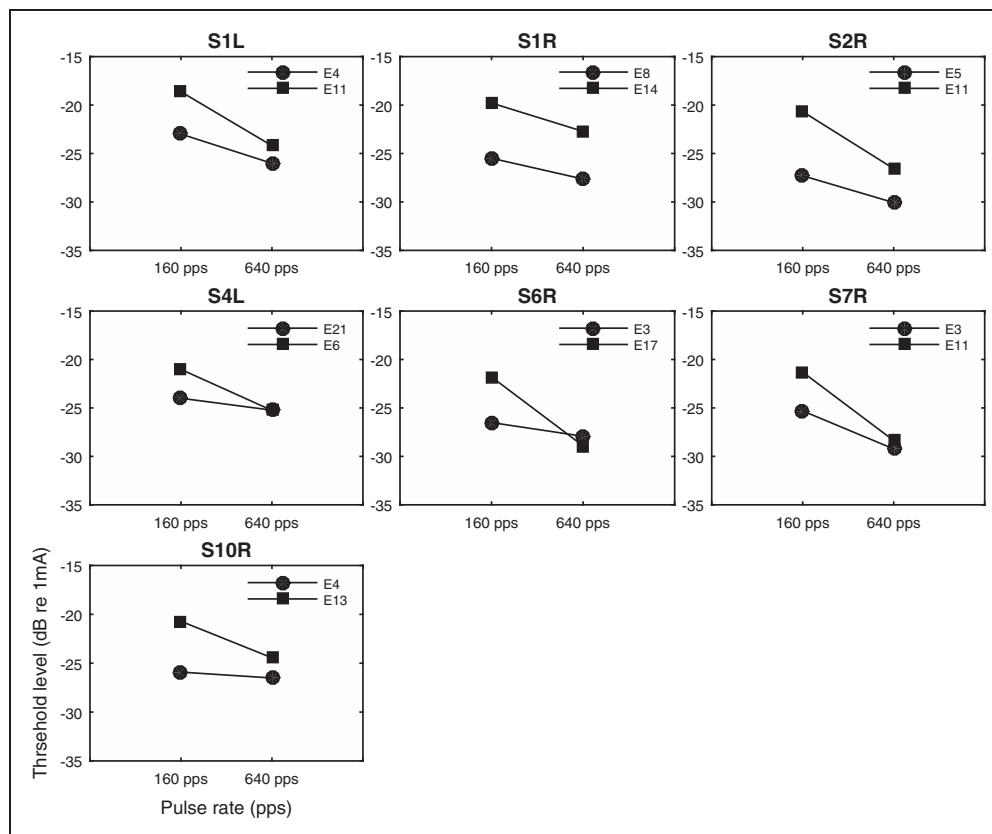 S1L
E4
E11
-15
-20
-25
-30
-35
160 pps 640 pps
S1R
E8
E14
-15
-20
-25
-30
-35
160 pps 640 pps
S2R
E5
E11
-15
-20
-25
-30
-35
160 pps 640 pps
S4L
E21
E6
-15
-20
-25
-30
-35
160 pps 640 pps
S6R
E3
E17
-15
-20
-25
-30
-35
160 pps 640 pps
S7R
E3
E11
-15
-20
-25
-30
-35
160 pps 640 pps
S10R
E4
E13
-15
-20
-25
-30
-35
160 pps 640 pps
Thrsehold level (dB re 1mA)
Pulse rate (pps)